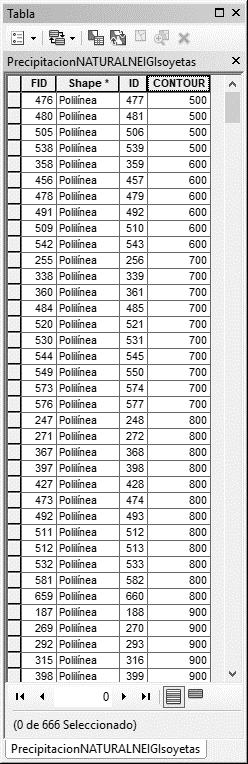 Tabla
PrecipitacionNATURALNEIGIsoyetas
FID Shape * ID CONTOUR
476 Polilínea 477 500
480 Polilínea 481 500
505 Polilínea 506 500
538 Polilínea 539 500
358 Polilínea 359 600
456 Polilínea 457 600
478 Polilínea 479 600
491 Polilínea 492 600
509 Polilínea 510 600
542 Polilínea 543 600
255 Polilínea 256 700
338 Polilínea 339 700
360 Polilínea 361 700
484 Polilínea 485 700
520 Polilínea 521 700
530 Polilínea 531 700
544 Polilínea 545 700
549 Polilínea 550 700
573 Polilínea 574 700
576 Polilínea 577 700
247 Polilínea 248 800
271 Polilínea 272 800
367 Polilínea 368 800
397 Polilínea 398 800
427 Polilínea 428 800
473 Polilínea 474 800
492 Polilínea 493 800
511 Polilínea 512 800
512 Polilínea 513 800
532 Polilínea 533 800
581 Polilínea 582 800
659 Polilínea 660 800
187 Polilínea 188 900
269 Polilínea 270 900
292 Polilínea 293 900
315 Polilínea 316 900
398 Polilínea 399 900
0
(0 de 666 Seleccionado)
PrecipitacionNATURALNEIGIsoyetas